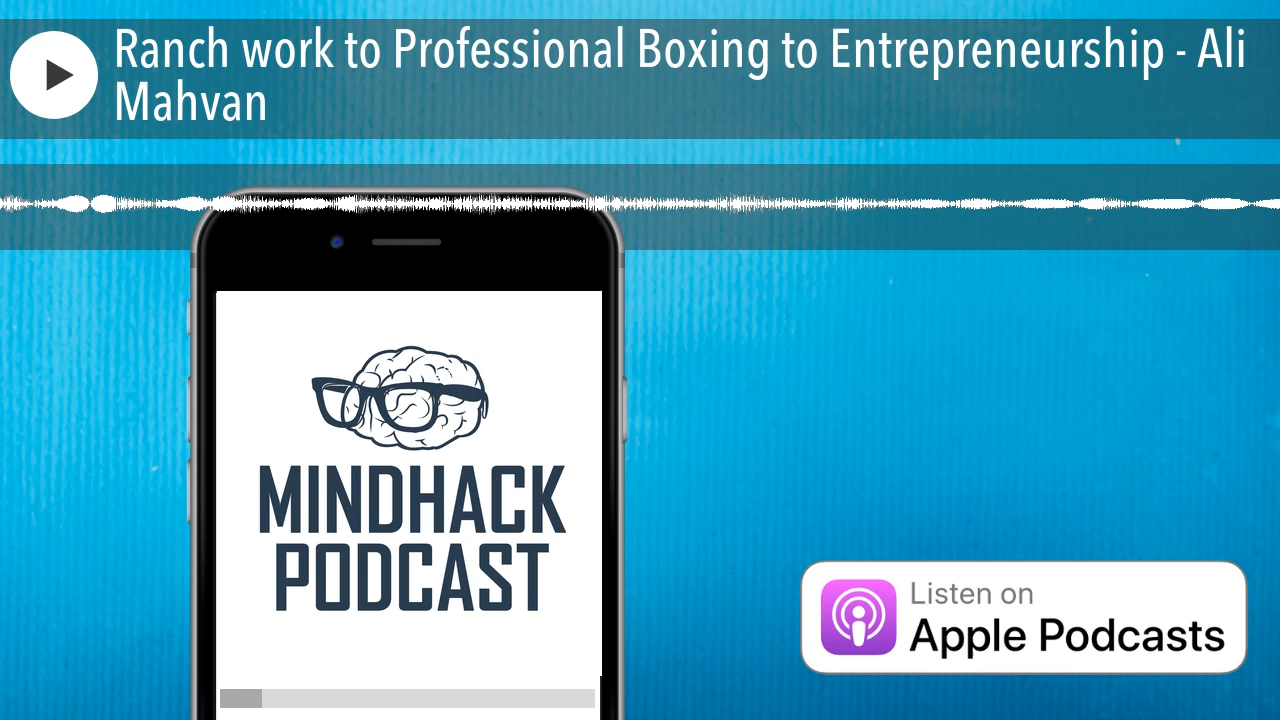 Ranch work to Professional Boxing to Entrepreneurship - Ali
Mahvan
MINDHACK
PODCAST
Listen on
Apple Podcasts